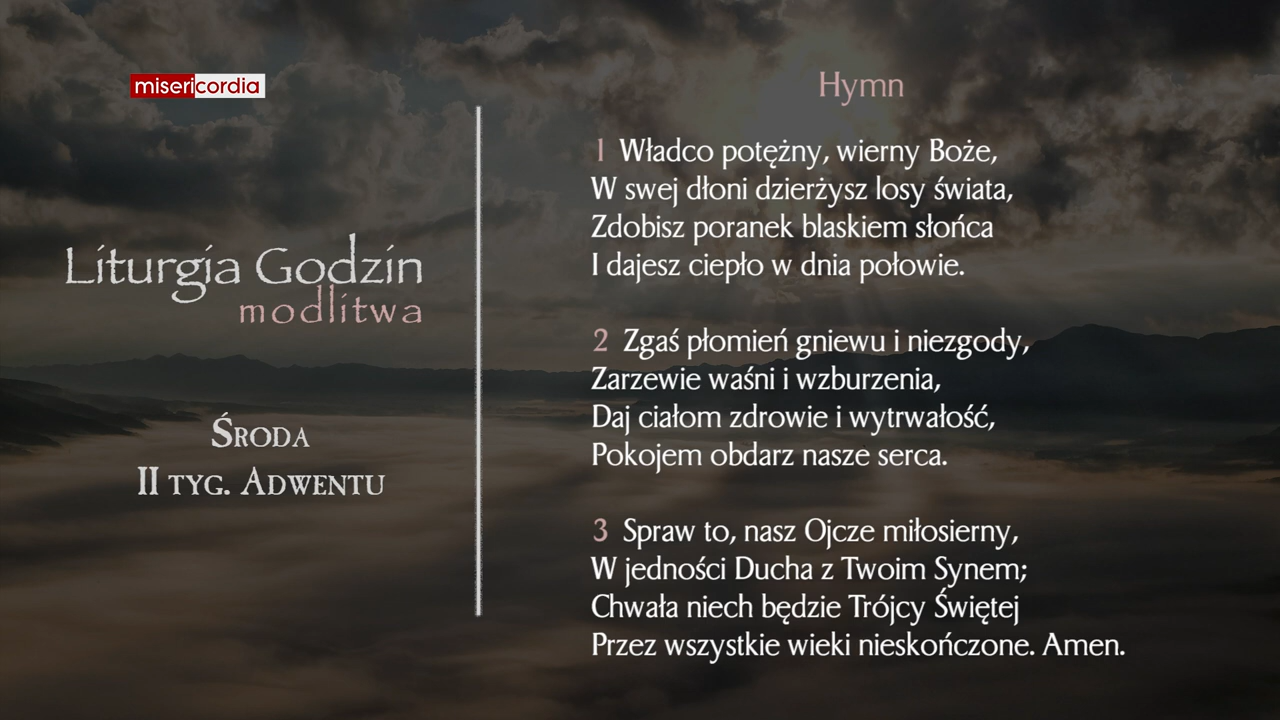 misericordia
Liturgia Godzin
modlitwa
Środa
II tyg. Adwentu
Hymn
1 Władco potężny, wierny Boże,
W swej dłoni dzierżysz losy świata,
Zdobisz poranek blaskiem słońca
I dajesz ciepło w dnia połowie.
2 Zgaś płomień gniewu i niezgody,
Zarzewie waśni i wzburzenia,
Daj ciałom zdrowie i wytrwałość,
Pokojem obdarz nasze serca.
3 Spraw to, nasz Ojcze miłosierny,
W jedności Ducha z Twoim Synem;
Chwała niech będzie Trójcy Świętej
Przez wszystkie wieki nieskończone. Amen.